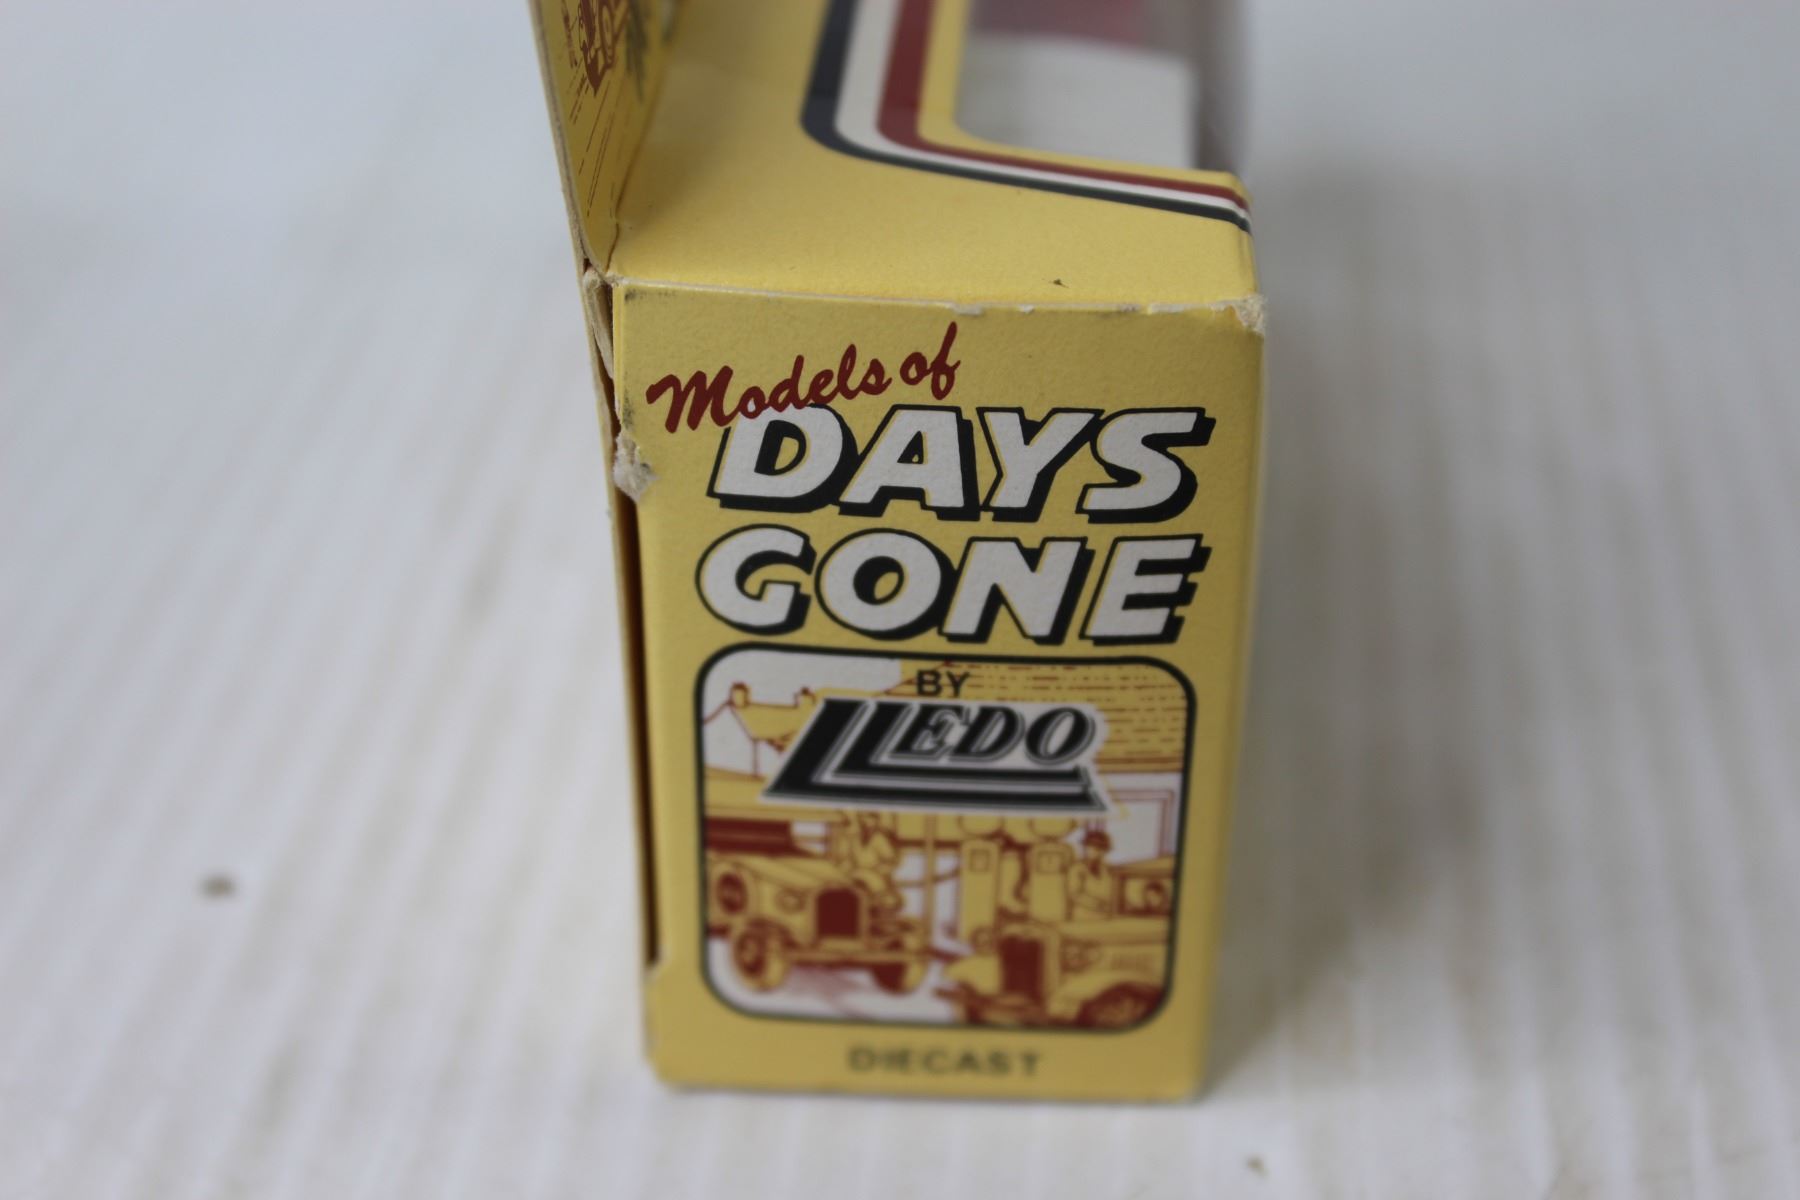 Models of
DAYS
GONE
BY
LLEDO
DIECAST